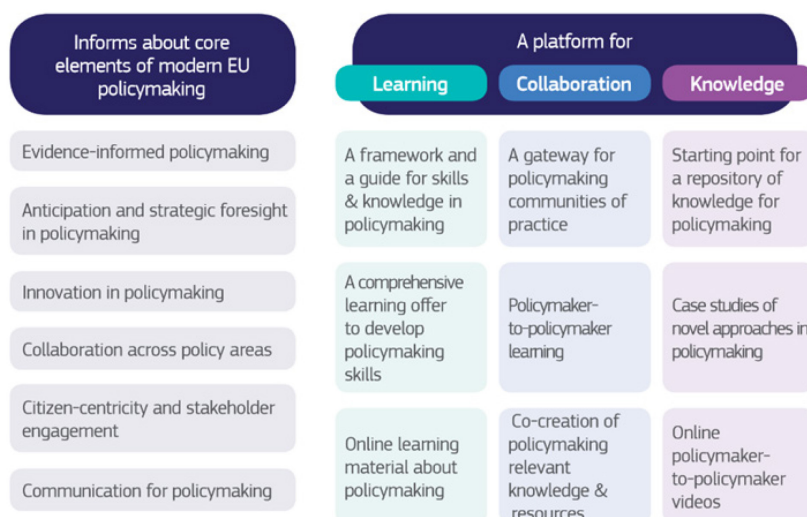 Informs about core
elements of modern EU
policymaking
Evidence-informed policymaking
Anticipation and strategic foresight
in policymaking
Innovation in policymaking
Collaboration across policy areas
Citizen-centricity and stakeholder
engagement
Communication for policymaking
A platform for
Learning
Collaboration
Knowledge
A framework and
a guide for skills
& knowledge in
policymaking
A gateway for
policymaking
communities of
practice
Starting point for
a repository of
knowledge for
policymaking
A comprehensive
learning offer
to develop
policymaking
skills
Policymaker-
to-policymaker
learning
Case studies of
novel approaches in
policymaking
Online learning
material about
policymaking
Co-creation of
policymaking
relevant
knowledge &
resources
Online
policymaker-
to-policymaker
videos